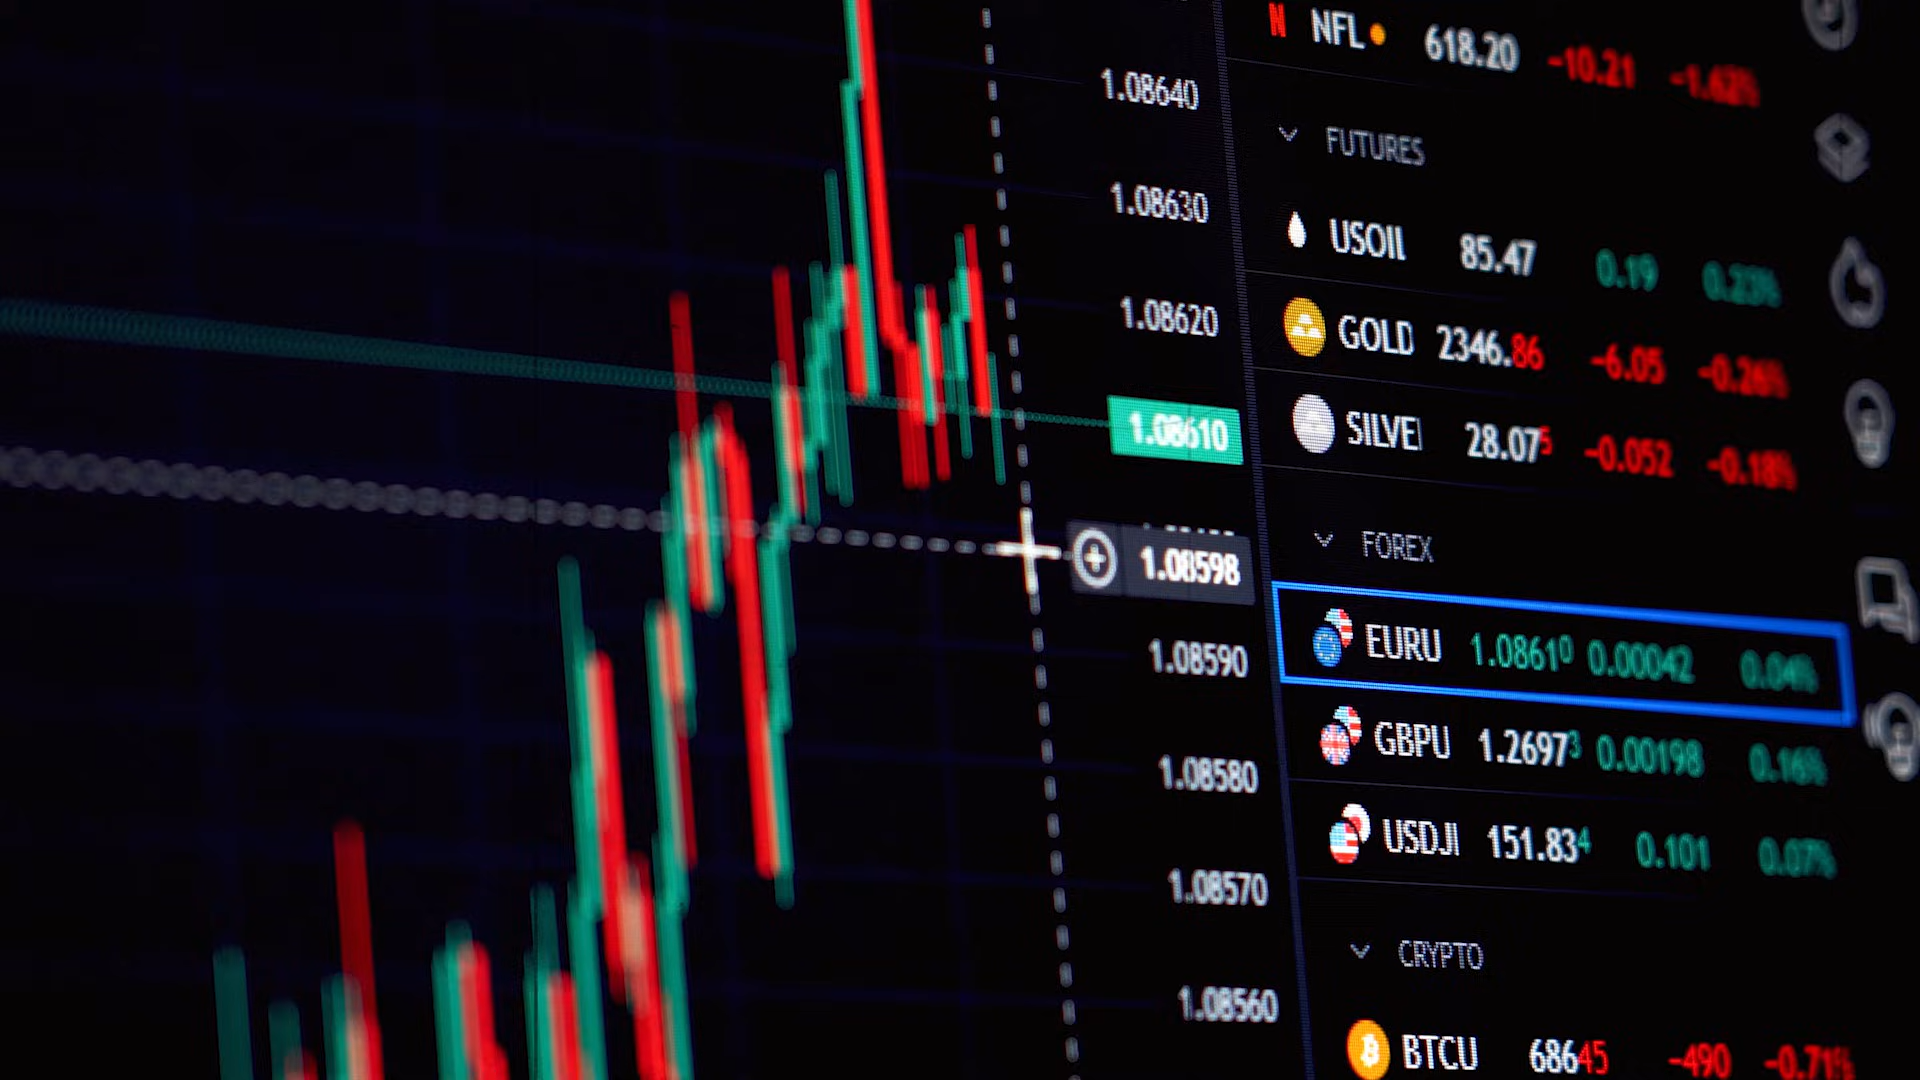 N NFL 618.20 -10.21 -1.62%
FUTURES
USOIL 85.47 0.19 0.23%
GOLD 2346.86 -6.05 -0.26%
SILVE 28.075 -0.052 -0.18%
FOREX
EURU 1.08610 0.00042 0.04%
GBPU 1.26973 0.00198 0.16%
USDJ 151.834 0.101 0.07%
CRYPTO
BTCU 68645 -490 -0.71%
1.08640
1.08630
1.08620
1.08610
1.08598
1.08590
1.08580
1.08570
1.08560